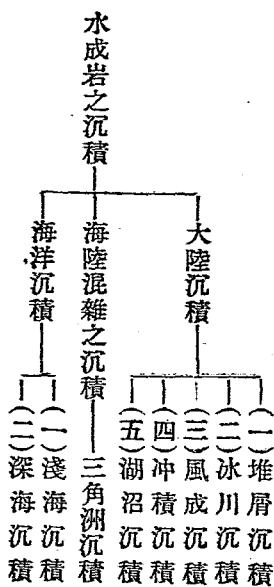 水成岩之沉積
大陸沉積
(一)堆屑沉積
(二)冰川沉積
(三)風成沉積
(四)冲積沉積
(五)湖沼沉積
海陸混雜之沉積
三角洲沉積
海洋沉積
(一)淺海沉積
(二)深海沉積